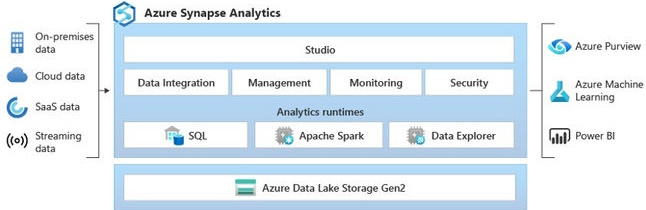 Azure Synapse Analytics
On-premises
data
Cloud data
SaaS data
Streaming
data
Studio
Data Integration
Management
Monitoring
Security
Analytics runtimes
SQL
Apache Spark
Data Explorer
Azure Data Lake Storage Gen2
Azure Purview
Azure Machine
Learning
Power BI